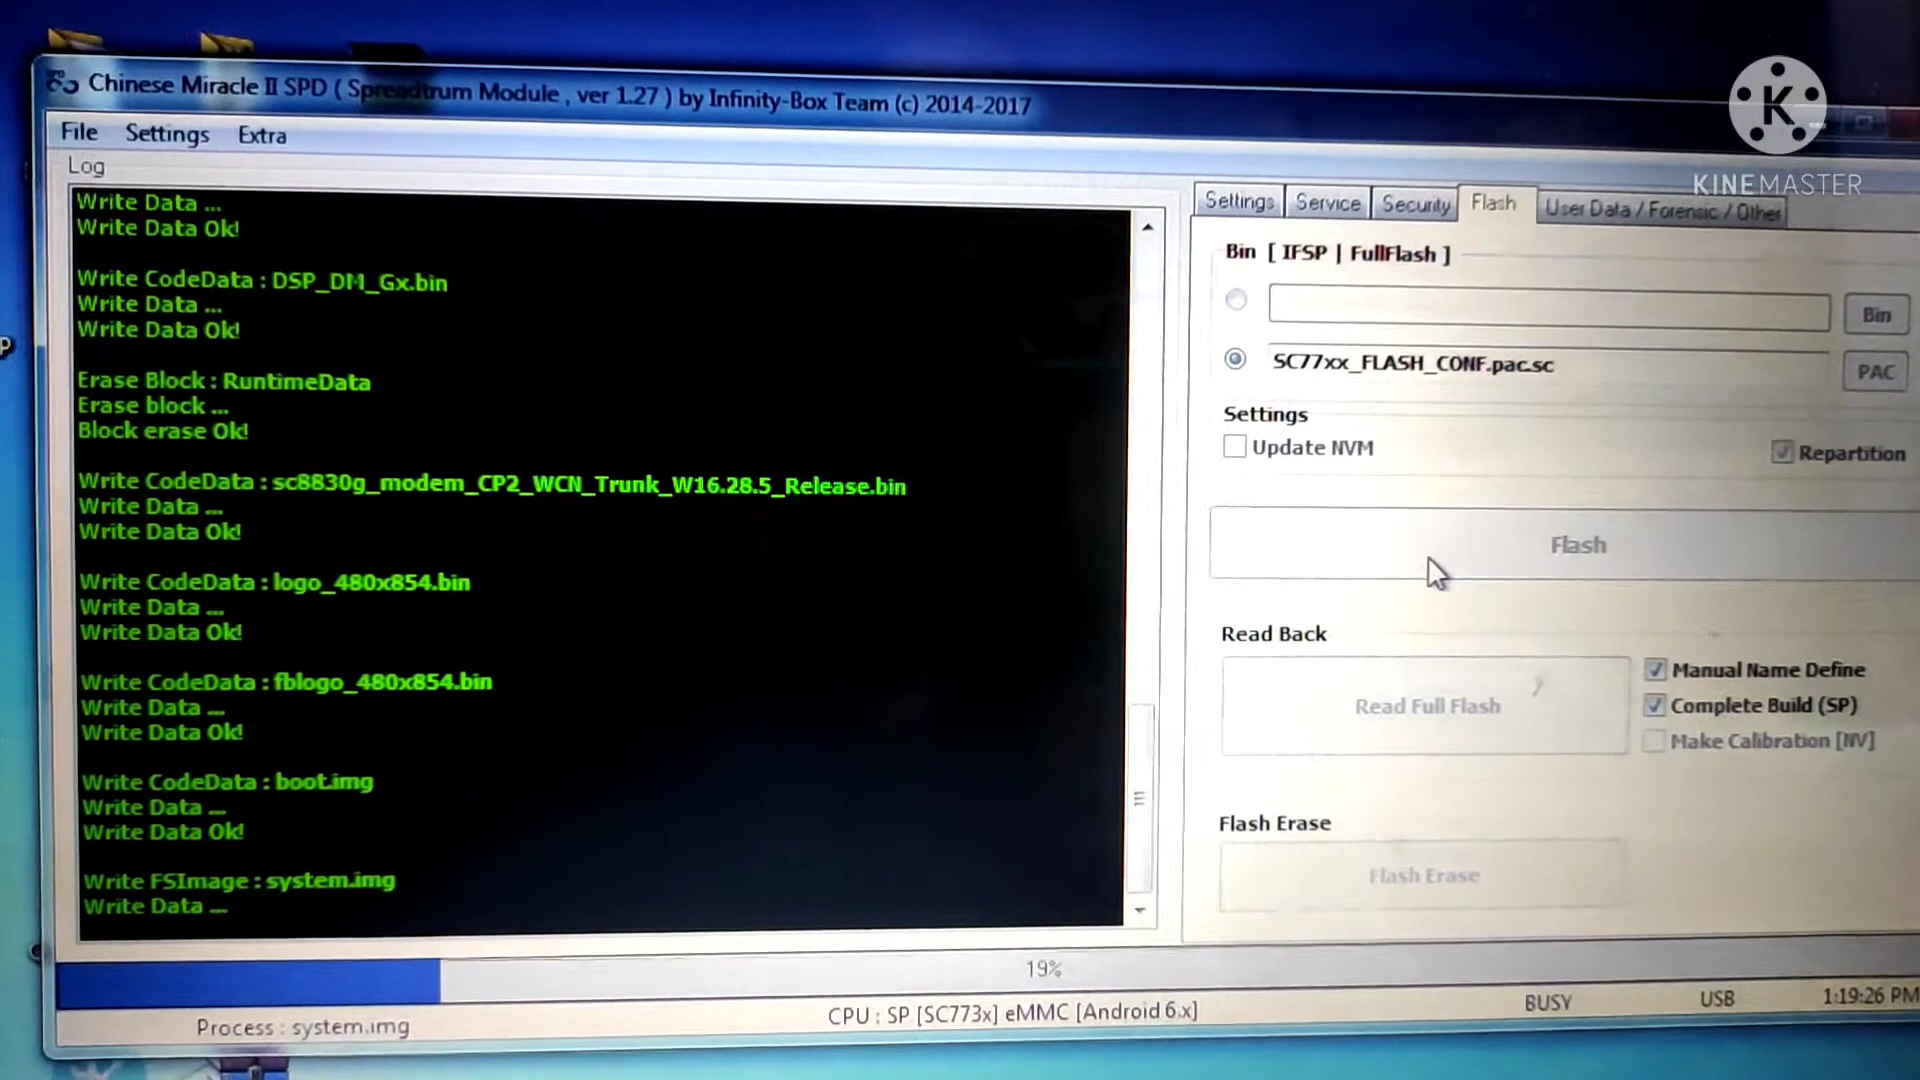 Chinese Miracle II SPD ( Spreadtrum Module , ver 1.27 ) by Infinity-Box Team (c) 2014-2017
K
KINEMASTER
File Settings Extra
Log
Write Data ...
Write Data Ok!
Write CodeData : DSP_DM_Gx.bin
Write Data ...
Write Data Ok!
Erase Block : RuntimeData
Erase block ...
Block erase Ok!
Write CodeData : sc8830g_modem_CP2_WCN_Trunk_W16.28.5_Release.bin
Write Data ...
Write Data Ok!
Write CodeData : logo_480x854.bin
Write Data ...
Write Data Ok!
Write CodeData : fblogo_480x854.bin
Write Data ...
Write Data Ok!
Write CodeData : boot.img
Write Data ...
Write Data Ok!
Write FSImage : system.img
Write Data ...
Settings Service Security Flash User Data / Forensic / Other
Bin [ IFSP | FullFlash ]
Bin
SC77xx_FLASH_CONF.pac.sc
PAC
Settings
Update NVM
Repartition
Flash
Read Back
Read Full Flash
Manual Name Define
Complete Build (SP)
Make Calibration [NV]
Flash Erase
Flash Erase
19%
Process : system.img
CPU : SP [SC773x] eMMC [Android 6.x]
BUSY
USB
1:19:26 PM